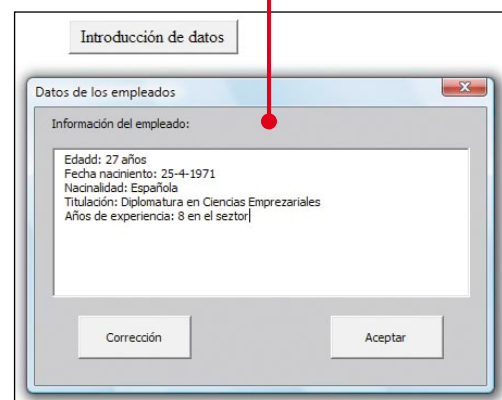 Introducción de datos
Datos de los empleados
Información del empleado:
Edadd: 27 años
Fecha naciniento: 25-4-1971
Nacinalidad: Española
Titulación: Diplomatura en Ciencias Emprezariales
Años de experiencia: 8 en el seztor
Corrección
Aceptar